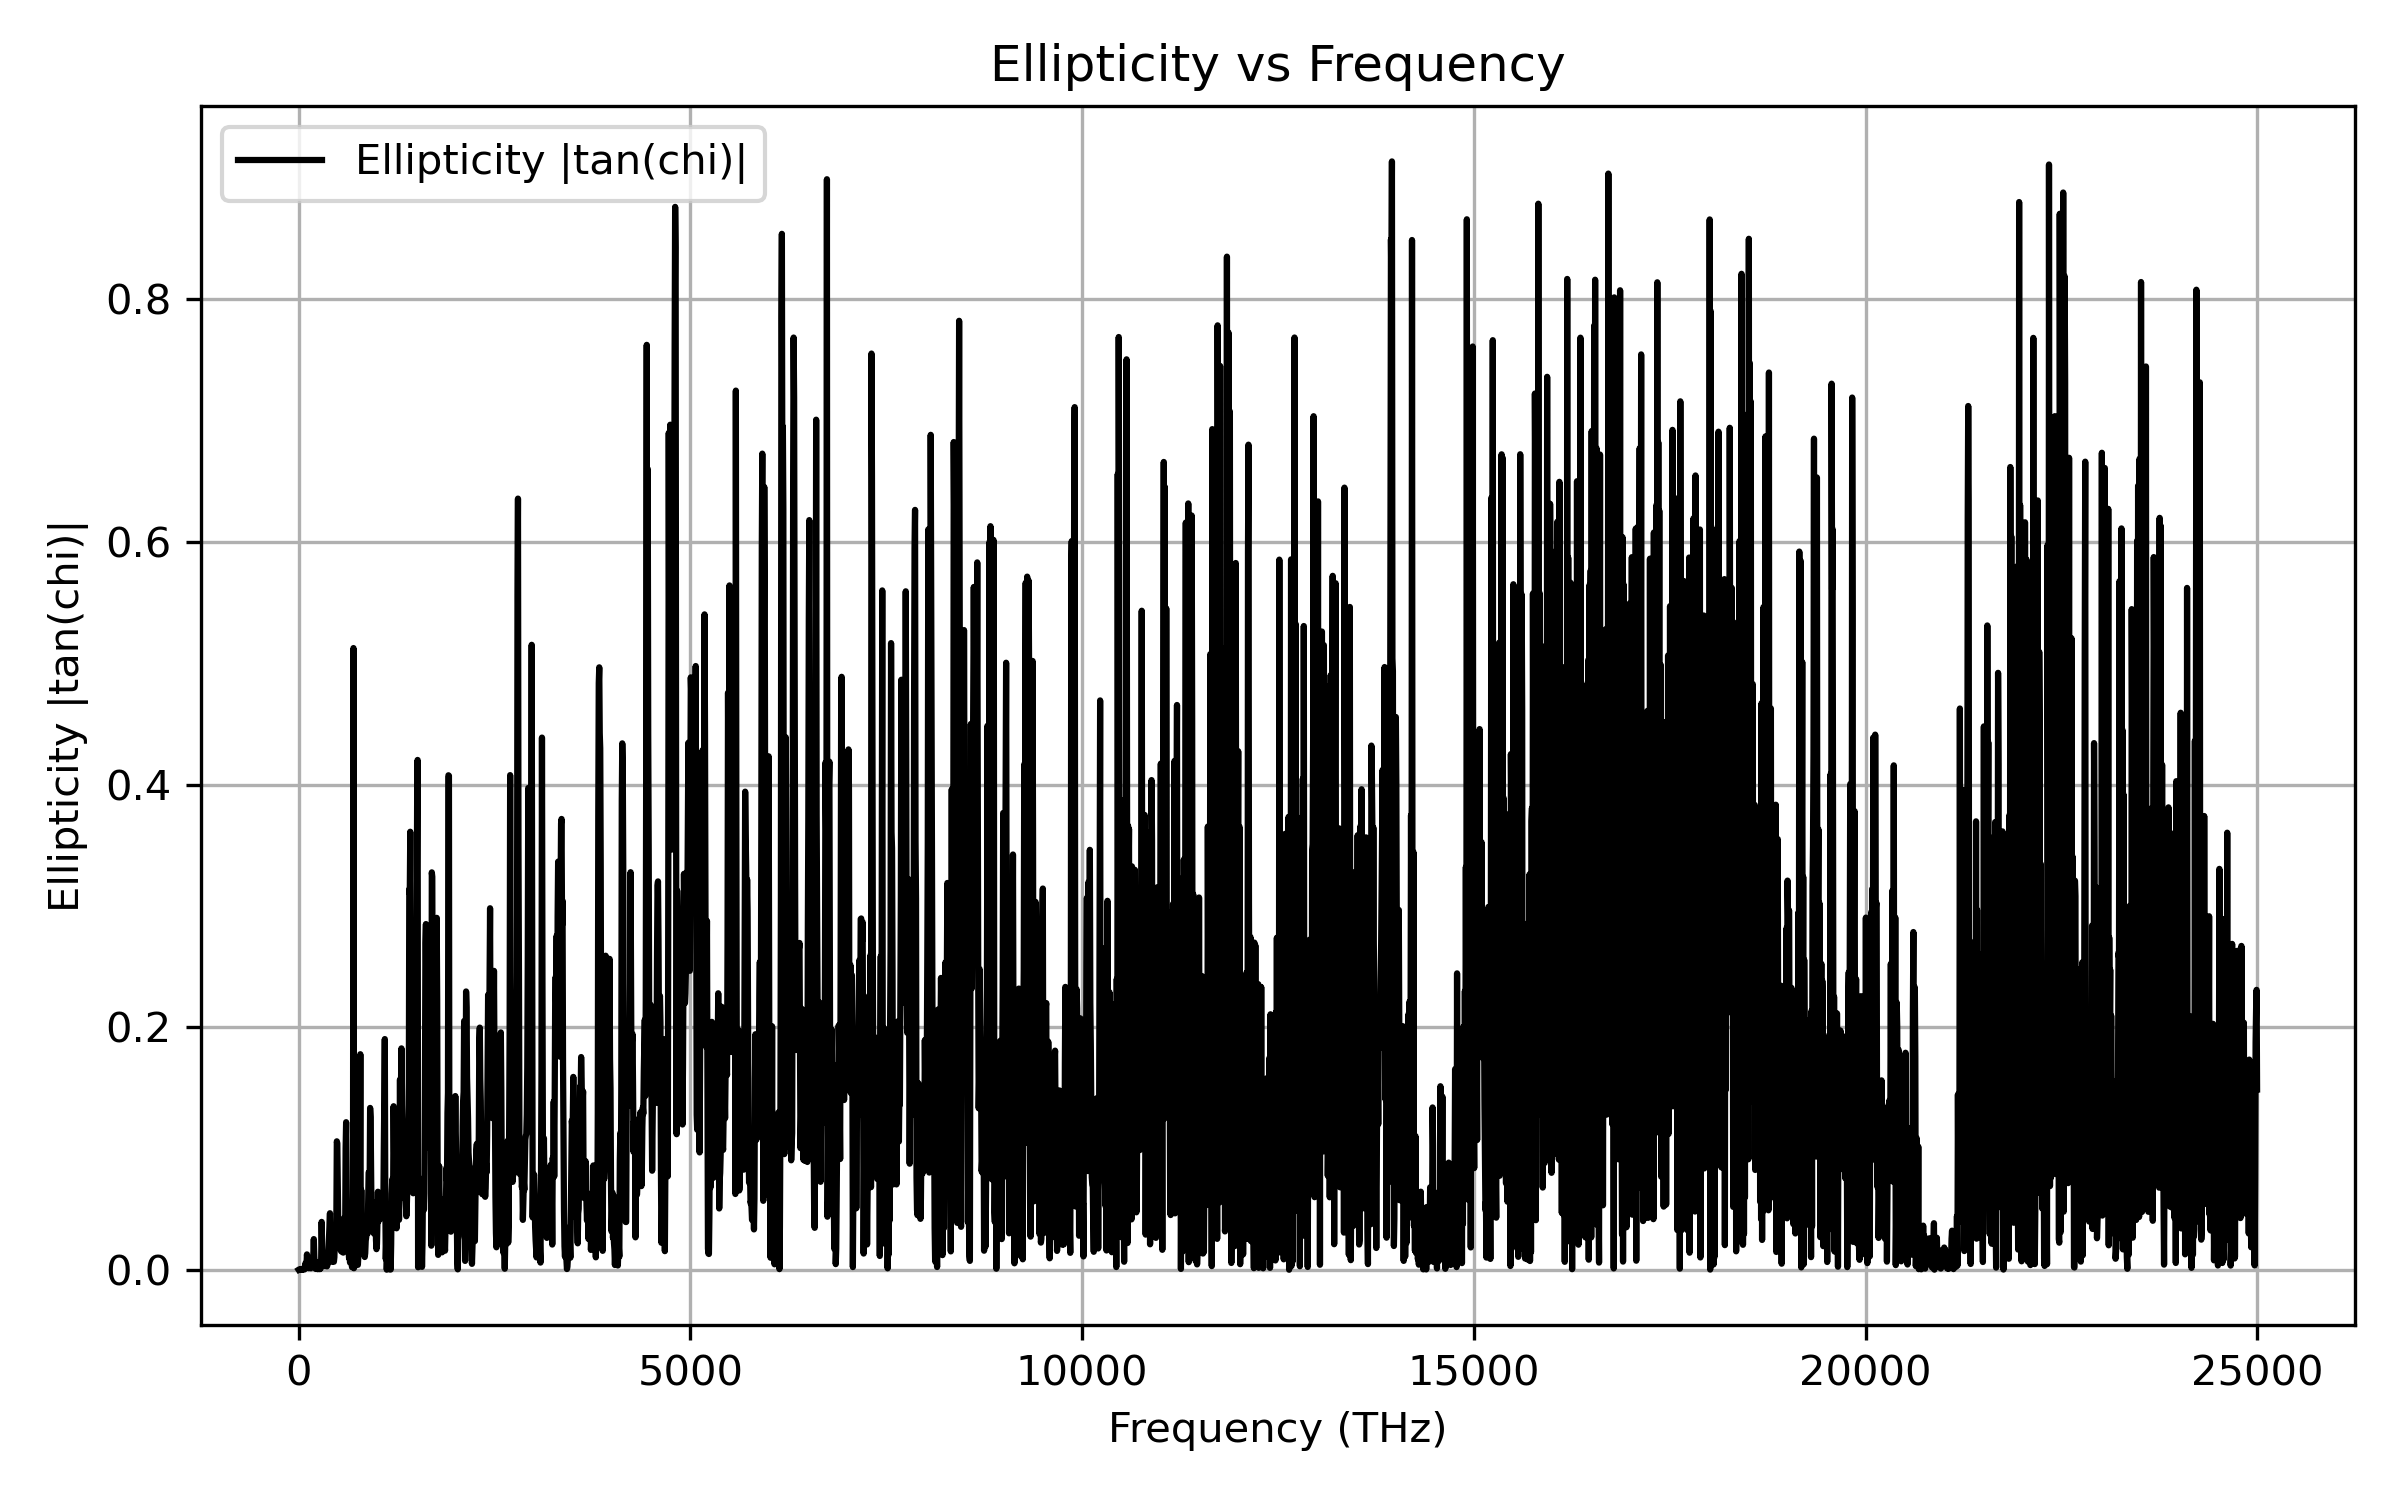 Ellipticity vs Frequency
Ellipticity |tan(chi)|
Ellipticity |tan(chi)|
0.8
0.6
0.4
0.2
0.0
0 5000 10000 15000 20000 25000
Frequency (THz)